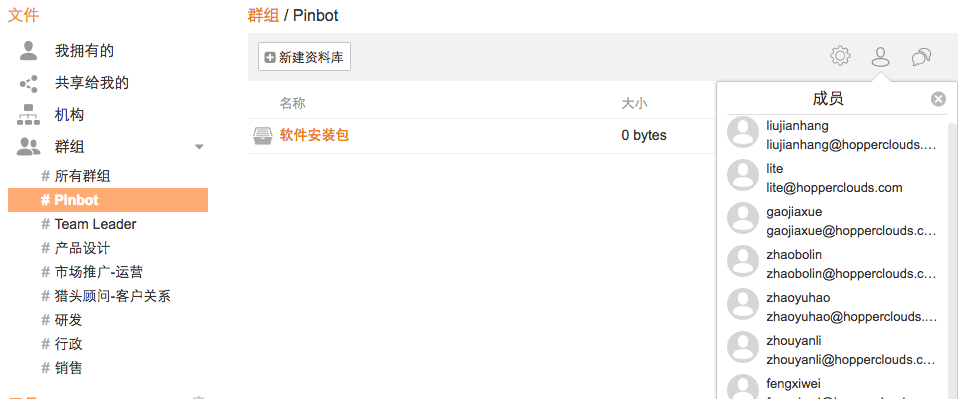 文件
我拥有的
共享给我的
机构
群组
# 所有群组
# Pinbot
# Team Leader
# 产品设计
# 市场推广-运营
# 猎头顾问-客户关系
# 研发
# 行政
# 销售
群组 / Pinbot
新建资料库
名称 大小
软件安装包 0 bytes
成员
liujianhang
liujianhang@hopperclouds.…
lite
lite@hopperclouds.com
gaojiaxue
gaojiaxue@hopperclouds.c…
zhaobolin
zhaobolin@hopperclouds.c…
zhaoyuhao
zhaoyuhao@hopperclouds.…
zhouyanli
zhouyanli@hopperclouds.c…
fengxiwei